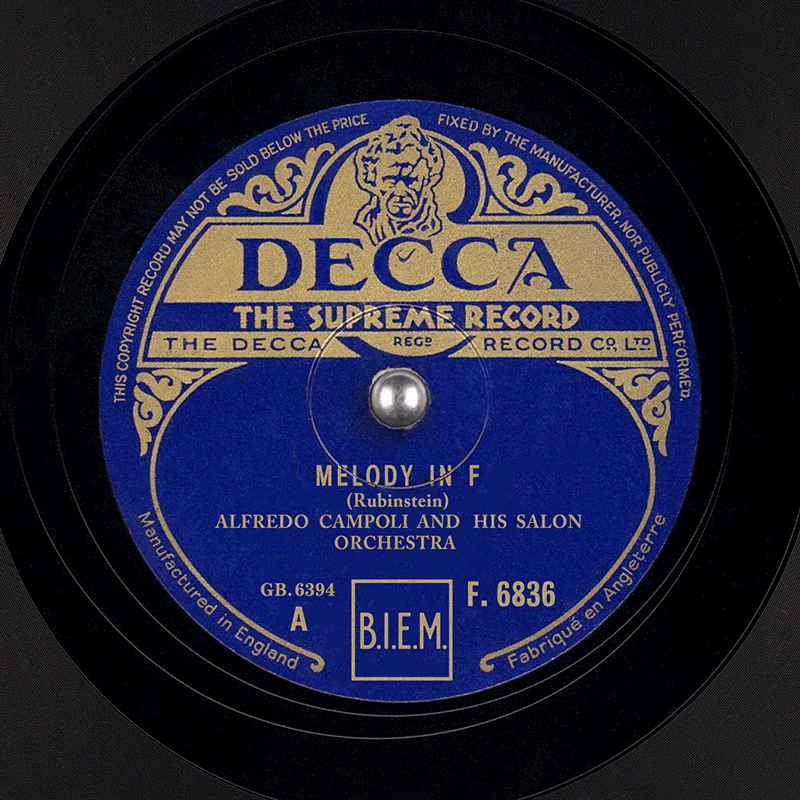 THIS COPYRIGHT RECORD MAY NOT BE SOLD BELOW THE PRICE FIXED BY THE MANUFACTURER, NOR PUBLICLY PERFORMED.
DECCA
THE SUPREME RECORD
THE DECCA REGD RECORD CO., LTD
MELODY IN F
(Rubinstein)
ALFREDO CAMPOLI AND HIS SALON
ORCHESTRA
GB.6394
A
B.I.E.M.
F. 6836
Manufactured in England
Fabriqué en Angleterre